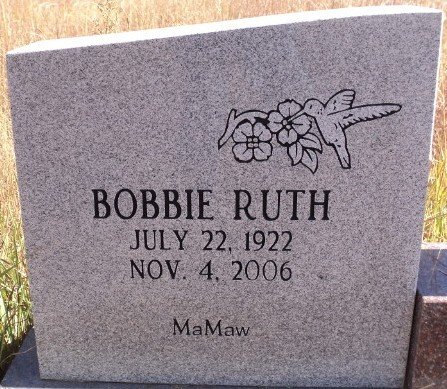 BOBBIE RUTH
JULY 22, 1922
NOV. 4, 2006
MaMaw